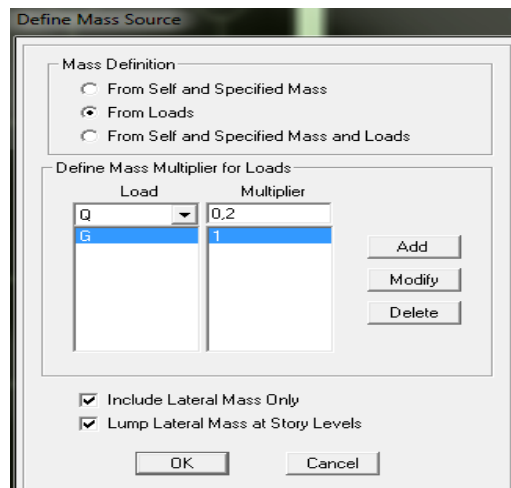 Define Mass Source
Mass Definition
From Self and Specified Mass
From Loads
From Self and Specified Mass and Loads
Define Mass Multiplier for Loads
Load Multiplier
Q 0,2
G 1
Add
Modify
Delete
Include Lateral Mass Only
Lump Lateral Mass at Story Levels
OK Cancel